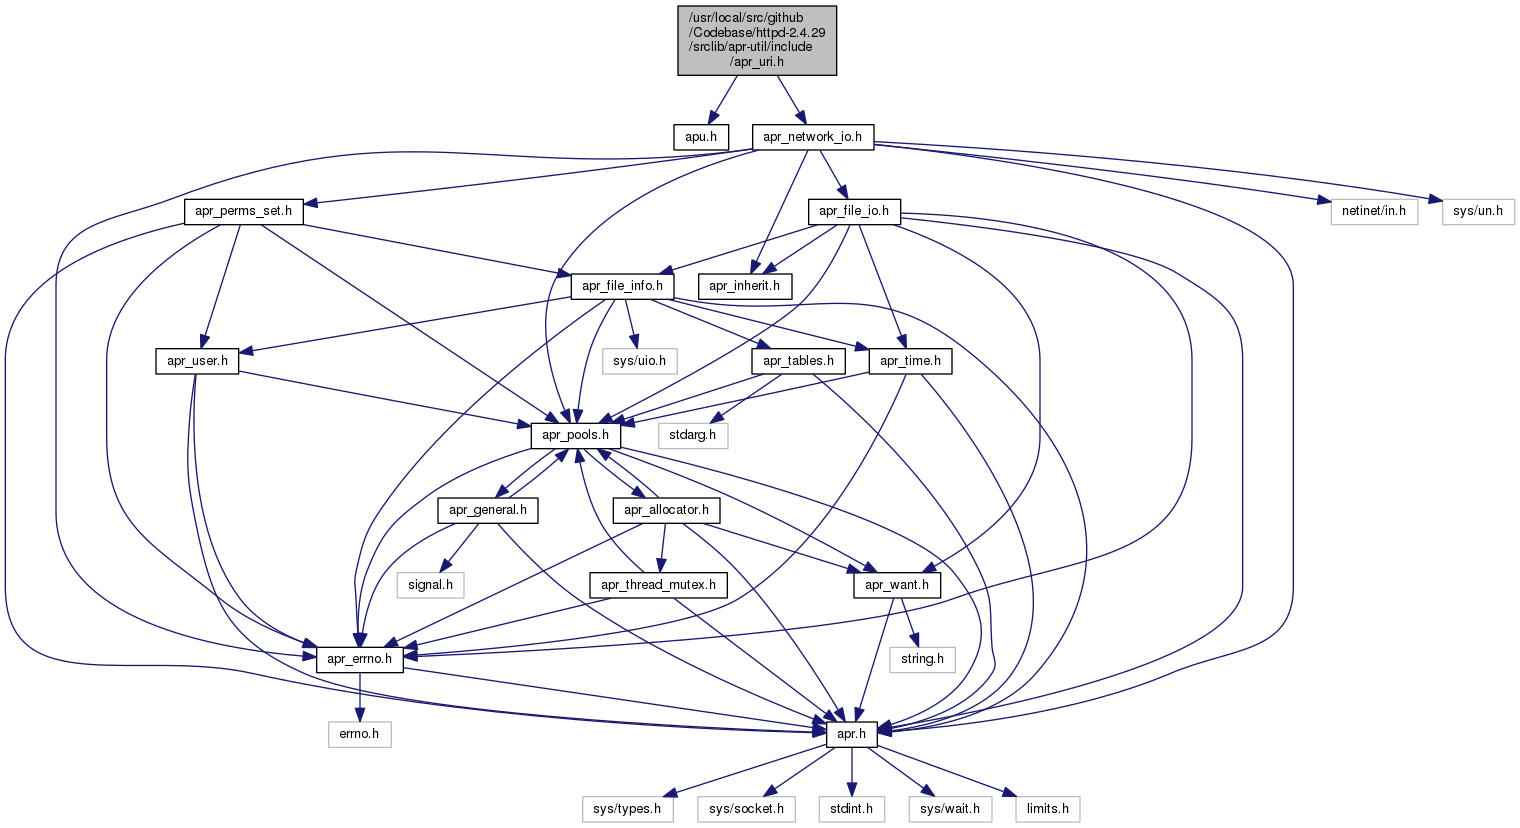 /usr/local/src/github
/Codebase/httpd-2.4.29
/srclib/apr-util/include
/apr_uri.h
apu.h
apr_network_io.h
apr_perms_set.h
apr_file_io.h
netinet/in.h
sys/un.h
apr_file_info.h
apr_inherit.h
apr_user.h
sys/uio.h
apr_tables.h
apr_time.h
apr_pools.h
stdarg.h
apr_general.h
apr_allocator.h
signal.h
apr_thread_mutex.h
apr_want.h
apr_errno.h
string.h
errno.h
apr.h
sys/types.h
sys/socket.h
stdint.h
sys/wait.h
limits.h